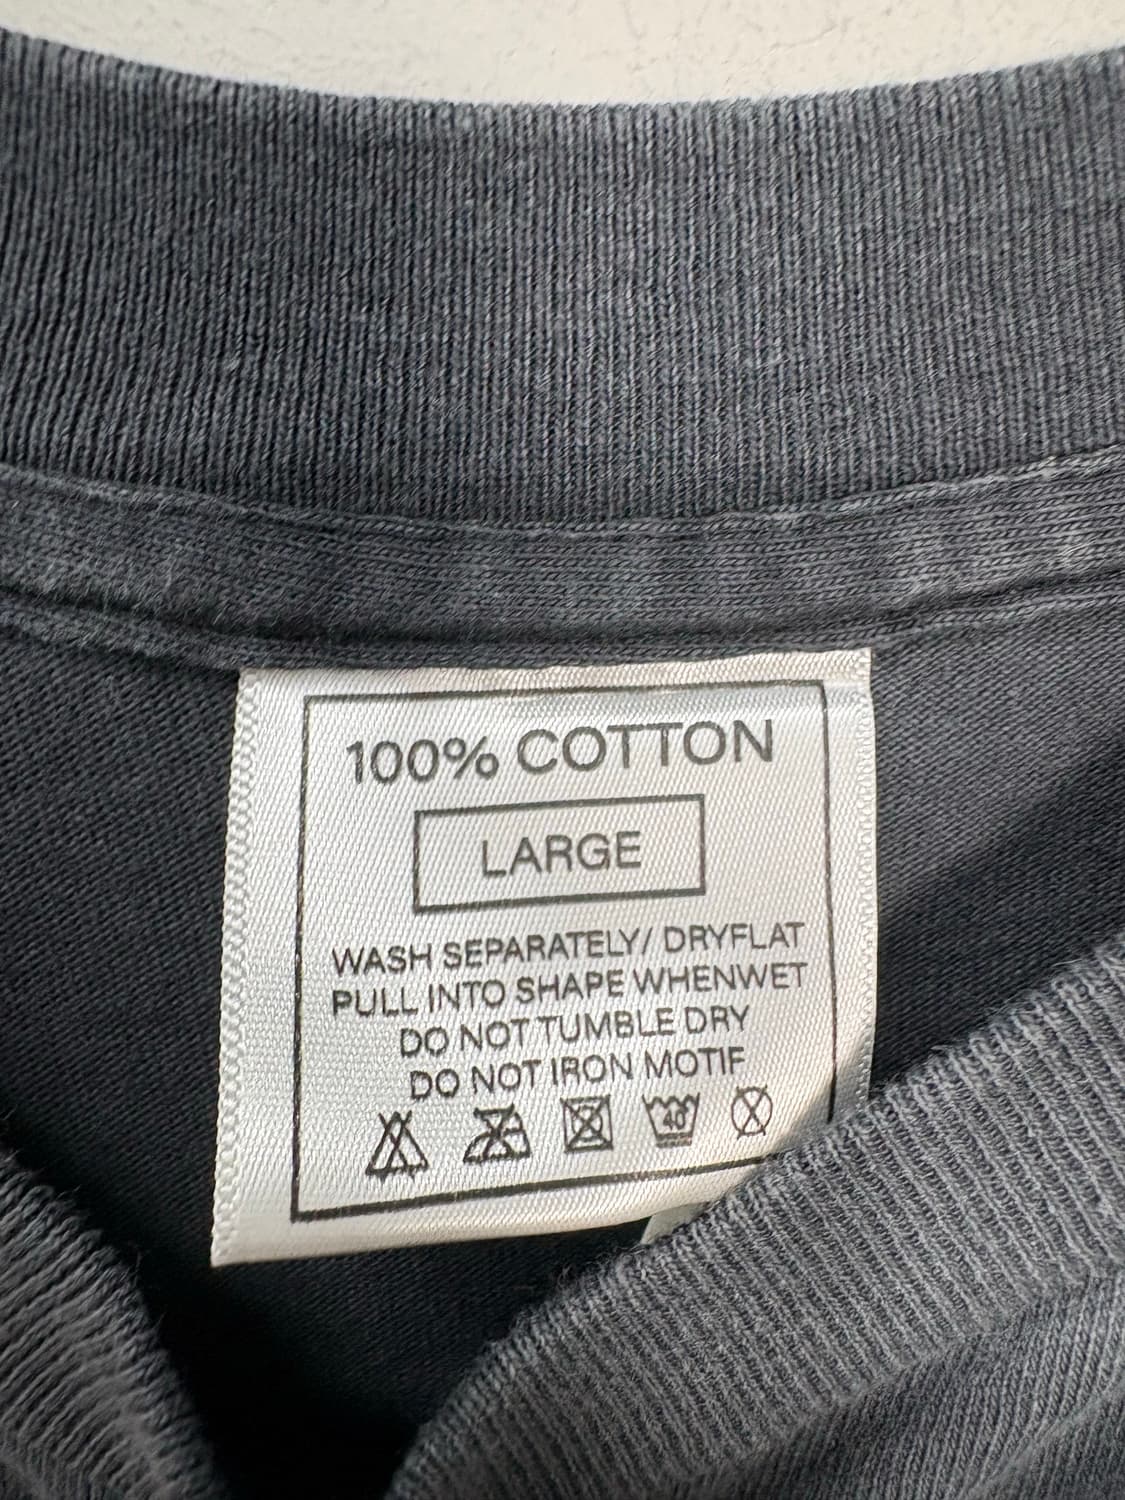 100% COTTON
LARGE
WASH SEPARATELY/ DRYFLAT
PULL INTO SHAPE WHENWET
DO NOT TUMBLE DRY
DO NOT IRON MOTIF
40